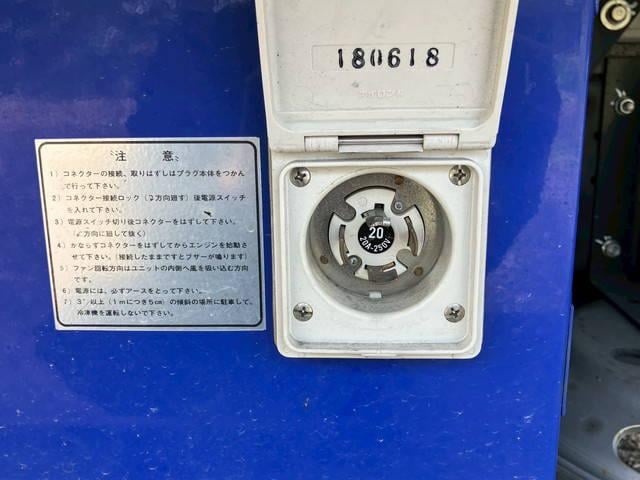 180618
注意
1）コネクターの接続、取りはずしはプラグ本体をつかん
で行って下さい。
2）コネクター接続ロック（方向廻す）後電源スイッチ
を入れて下さい。
3）電源スイッチ切り後コネクターをはずして下さい。
方向に廻して抜く）
4）かならずコネクターをはずしてからエンジンを始動さ
せて下さい。（接続したままですとブザーが鳴ります）
5）ファン回転方向はユニットの内側へ風を吸い込む方向
です。
6）電源には、必ずアースをとって下さい。
7）3°以上（1mにつき5cm）の傾斜の場所に駐車して、
冷凍機を運転しないで下さい。
20
20A-250V